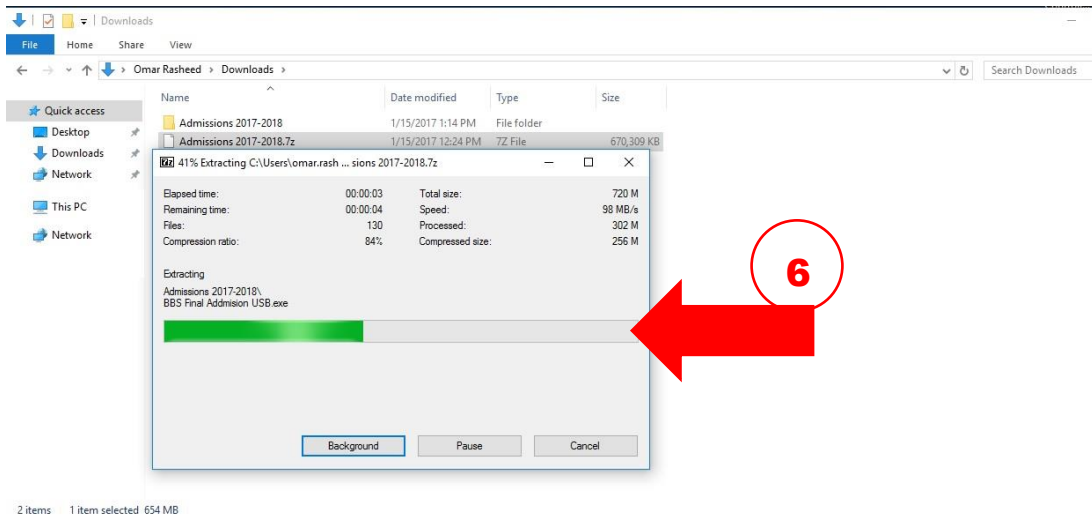 Downloads
File Home Share View
Omar Rasheed › Downloads ›
Search Downloads
Name Date modified Type Size
Quick access
Desktop
Downloads
Network
This PC
Network
Admissions 2017-2018 1/15/2017 1:14 PM File folder
Admissions 2017-2018.7z 1/15/2017 12:24 PM 7Z File 670,309 KB
7z 41% Extracting C:\Users\omar.rash ... sions 2017-2018.7z
Elapsed time: 00:00:03 Total size: 720 M
Remaining time: 00:00:04 Speed: 98 MB/s
Files: 130 Processed: 302 M
Compression ratio: 84% Compressed size: 256 M
Extracting
Admissions 2017-2018\
BBS Final Addmision USB.exe
6
Background Pause Cancel
2 items 1 item selected 654 MB